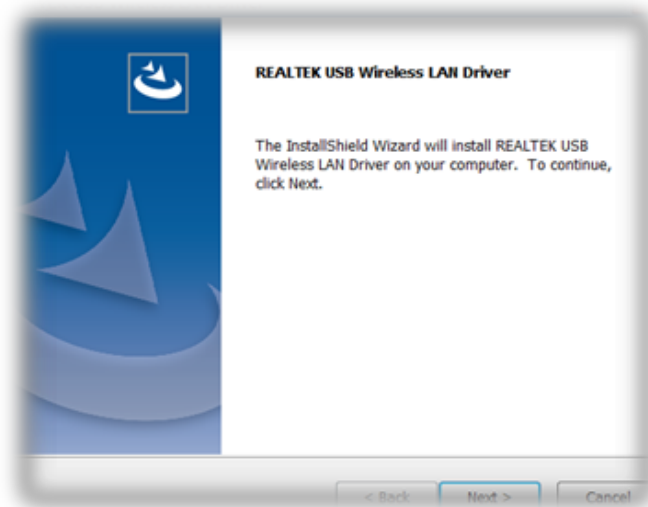 REALTEK USB Wireless LAN Driver
The InstallShield Wizard will install REALTEK USB
Wireless LAN Driver on your computer.  To continue,
click Next.
< Back
Next >
Cancel